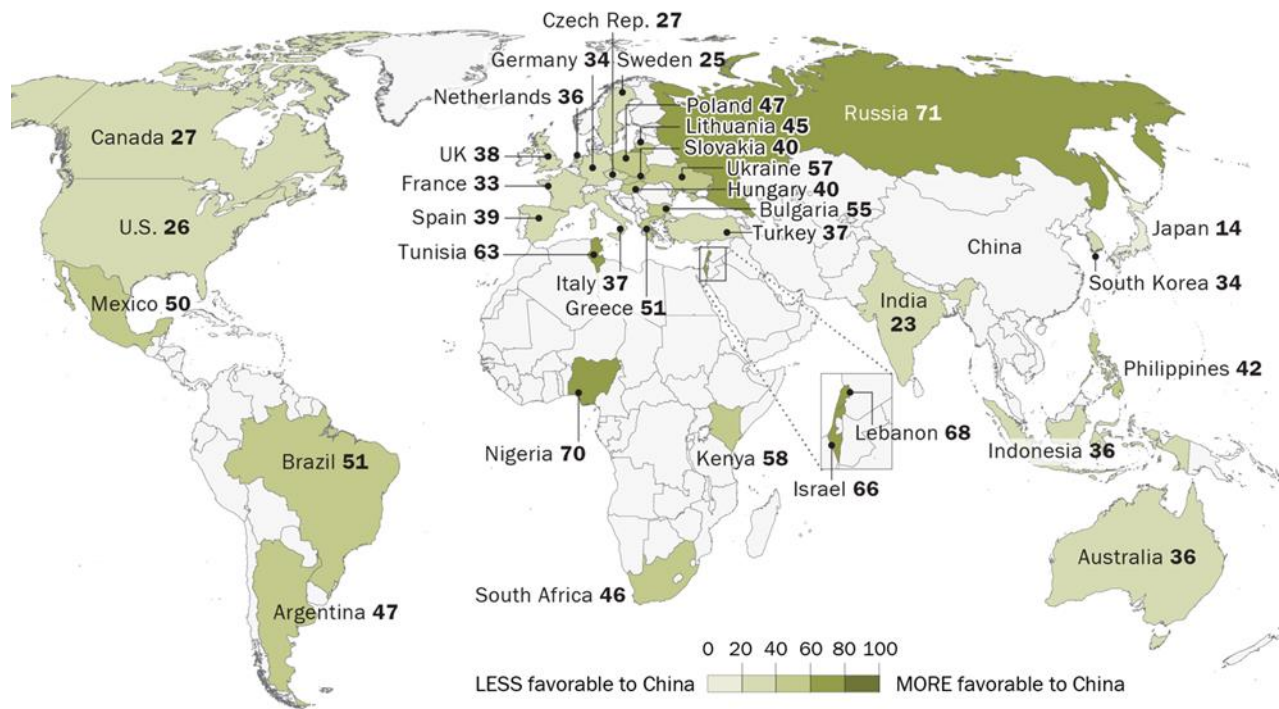 Czech Rep. 27
Germany 34 Sweden 25
Netherlands 36
Poland 47
Russia 71
Lithuania 45
Canada 27
Slovakia 40
UK 38
Ukraine 57
France 33
Hungary 40
Spain 39
Bulgaria 55
U.S. 26
Turkey 37
Japan 14
China
Tunisia 63
Italy 37
South Korea 34
Mexico 50
Greece 51
India
23
Philippines 42
Lebanon 68
Nigeria 70
Kenya 58
Indonesia 36
Brazil 51
Israel 66
Australia 36
South Africa 46
Argentina 47
0 20 40 60 80 100
LESS favorable to China
MORE favorable to China